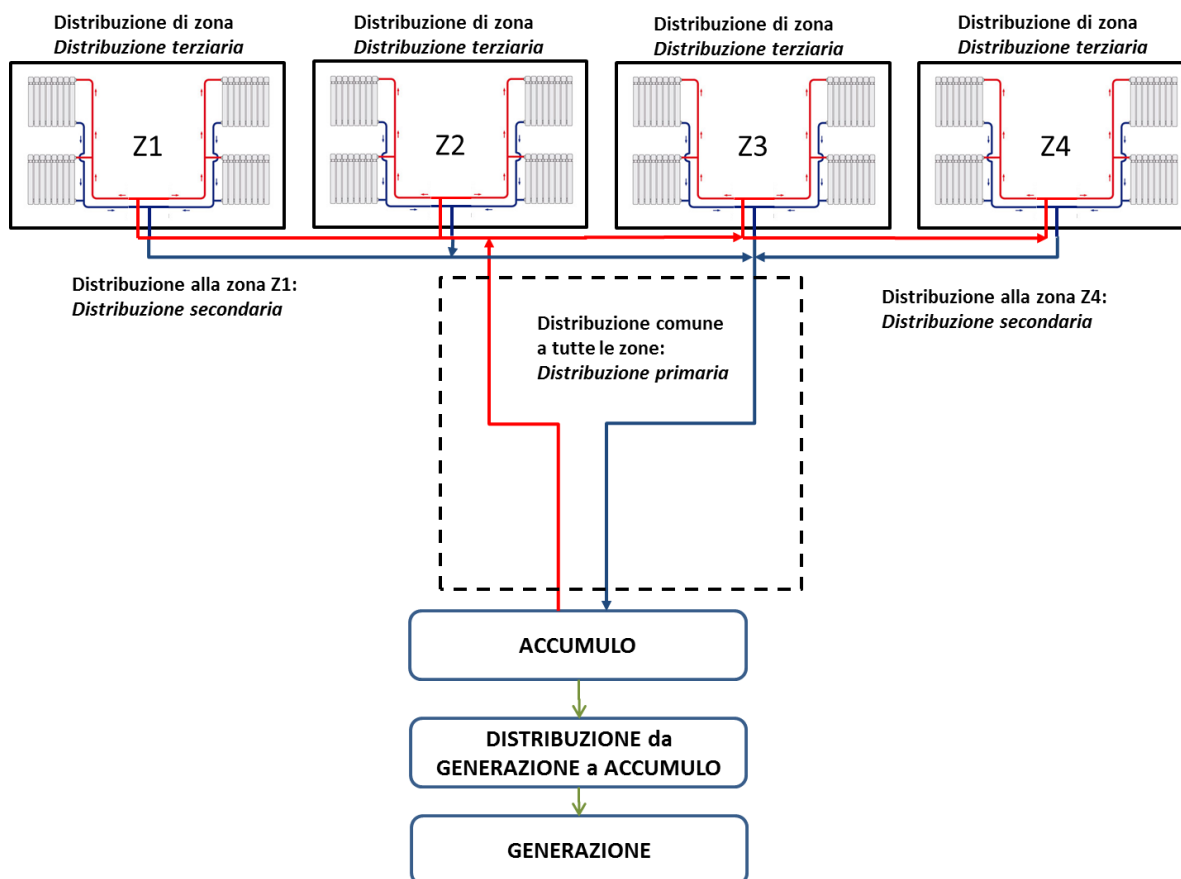 Distribuzione di zona
Distribuzione terziaria
Distribuzione di zona
Distribuzione terziaria
Distribuzione di zona
Distribuzione terziaria
Distribuzione di zona
Distribuzione terziaria
Z1
Z2
Z3
Z4
Distribuzione alla zona Z1:
Distribuzione secondaria
Distribuzione alla zona Z4:
Distribuzione secondaria
Distribuzione comune
a tutte le zone:
Distribuzione primaria
ACCUMULO
DISTRIBUZIONE da
GENERAZIONE a ACCUMULO
GENERAZIONE